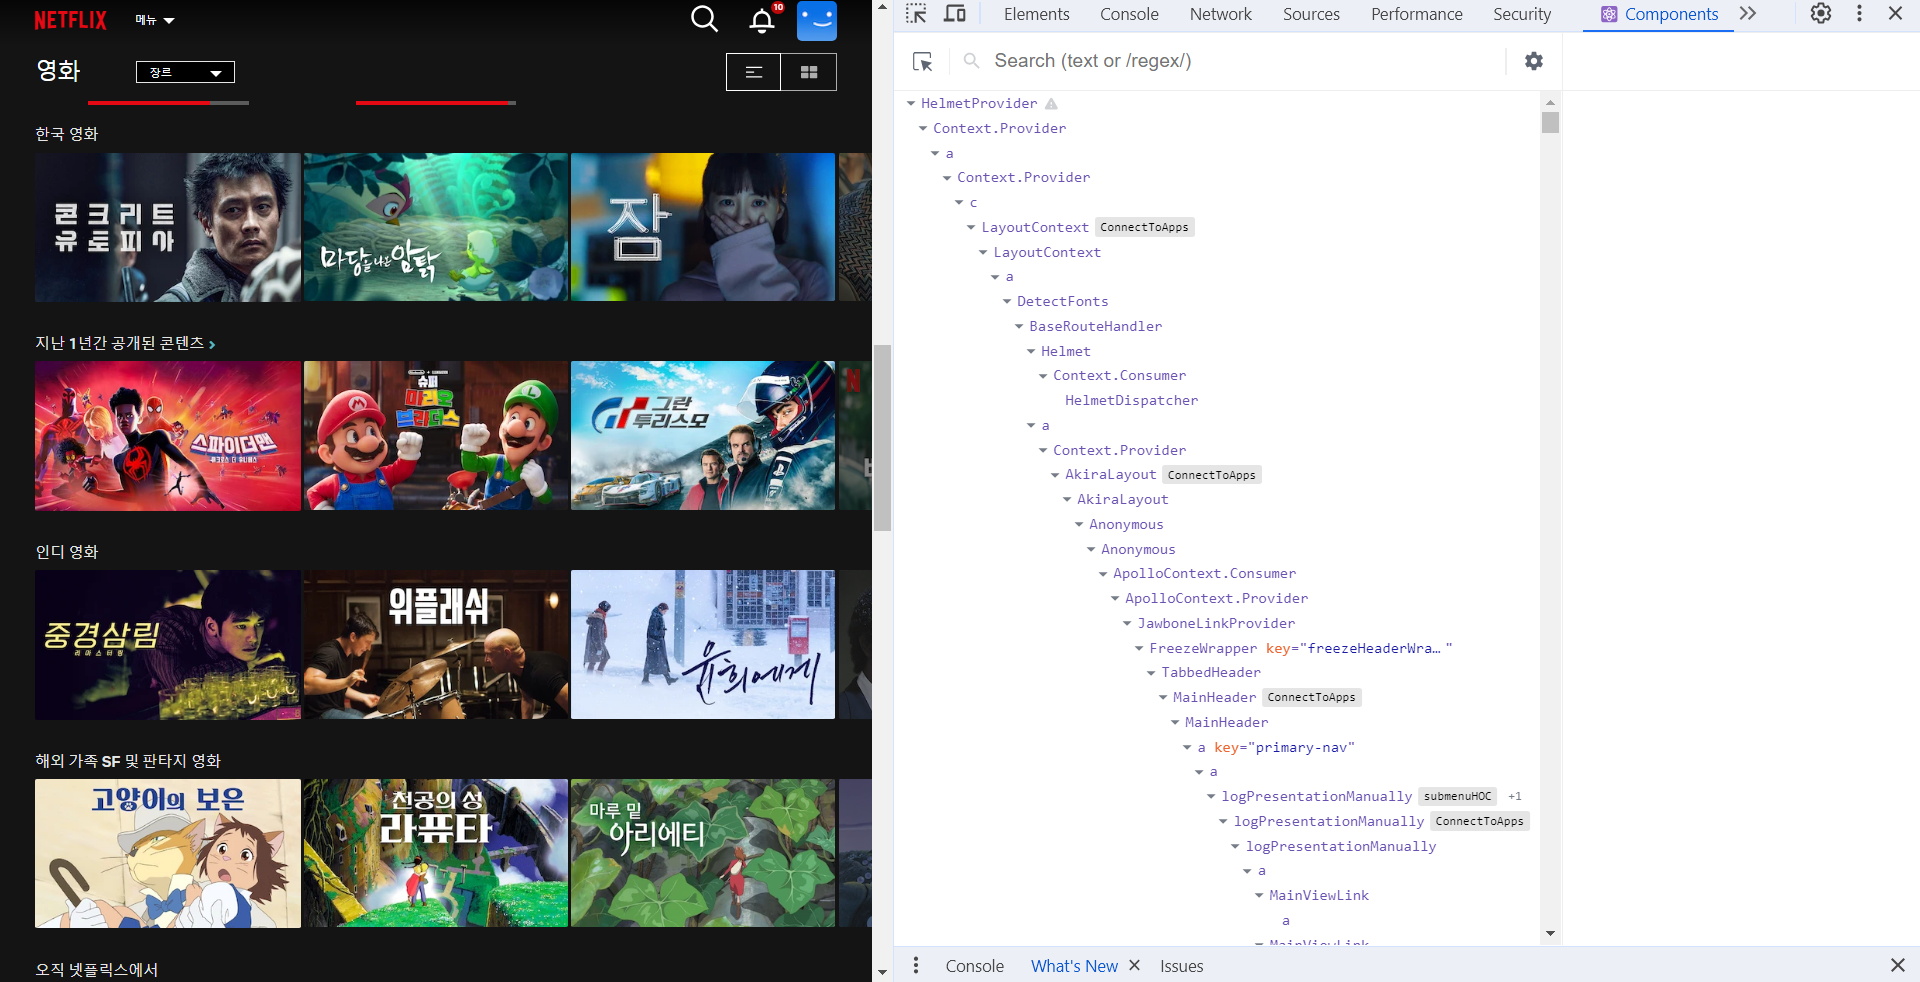 NETFLIX 메뉴
10
영화 장르
한국 영화
콘크리트
유토피아
마당을 나온 암탉
잠
지난 1년간 공개된 콘텐츠 ›
스파이더맨
슈퍼
마리오
브라더스
그란
투리스모
인디 영화
중경삼림
리마스터링
위플래쉬
윤희에게
해외 가족 SF 및 판타지 영화
고양이의 보은
천공의 성
라퓨타
마루 밑
아리에티
오직 넷플릭스에서
Elements Console Network Sources Performance Security Components
Search (text or /regex/)
HelmetProvider
Context.Provider
a
Context.Provider
c
LayoutContext ConnectToApps
LayoutContext
a
DetectFonts
BaseRouteHandler
Helmet
Context.Consumer
HelmetDispatcher
a
Context.Provider
AkiraLayout ConnectToApps
AkiraLayout
Anonymous
Anonymous
ApolloContext.Consumer
ApolloContext.Provider
JawboneLinkProvider
FreezeWrapper key="freezeHeaderWra… "
TabbedHeader
MainHeader ConnectToApps
MainHeader
a key="primary-nav"
a
logPresentationManually submenuHOC +1
logPresentationManually ConnectToApps
logPresentationManually
a
MainViewLink
a
MainViewLink
Console What's New Issues